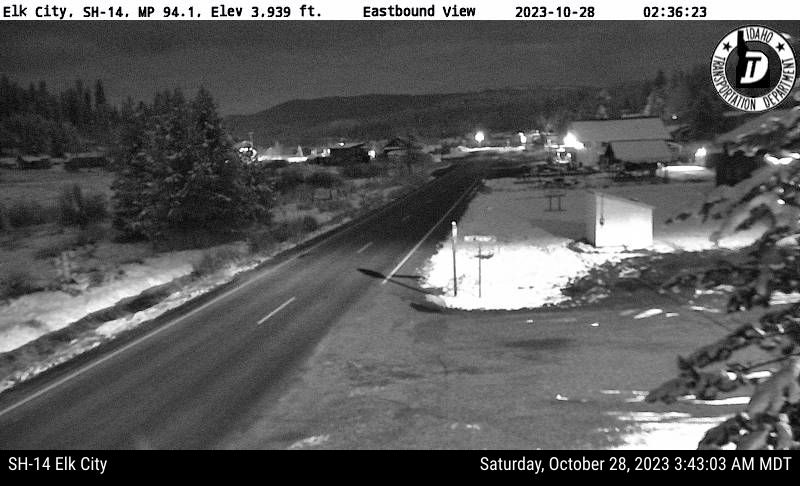 Elk City, SH-14, MP 94.1, Elev 3,939 ft. Eastbound View 2023-10-28 02:36:23
IDAHO
TRANSPORTATION DEPARTMENT
SH-14 Elk City Saturday, October 28, 2023 3:43:03 AM MDT